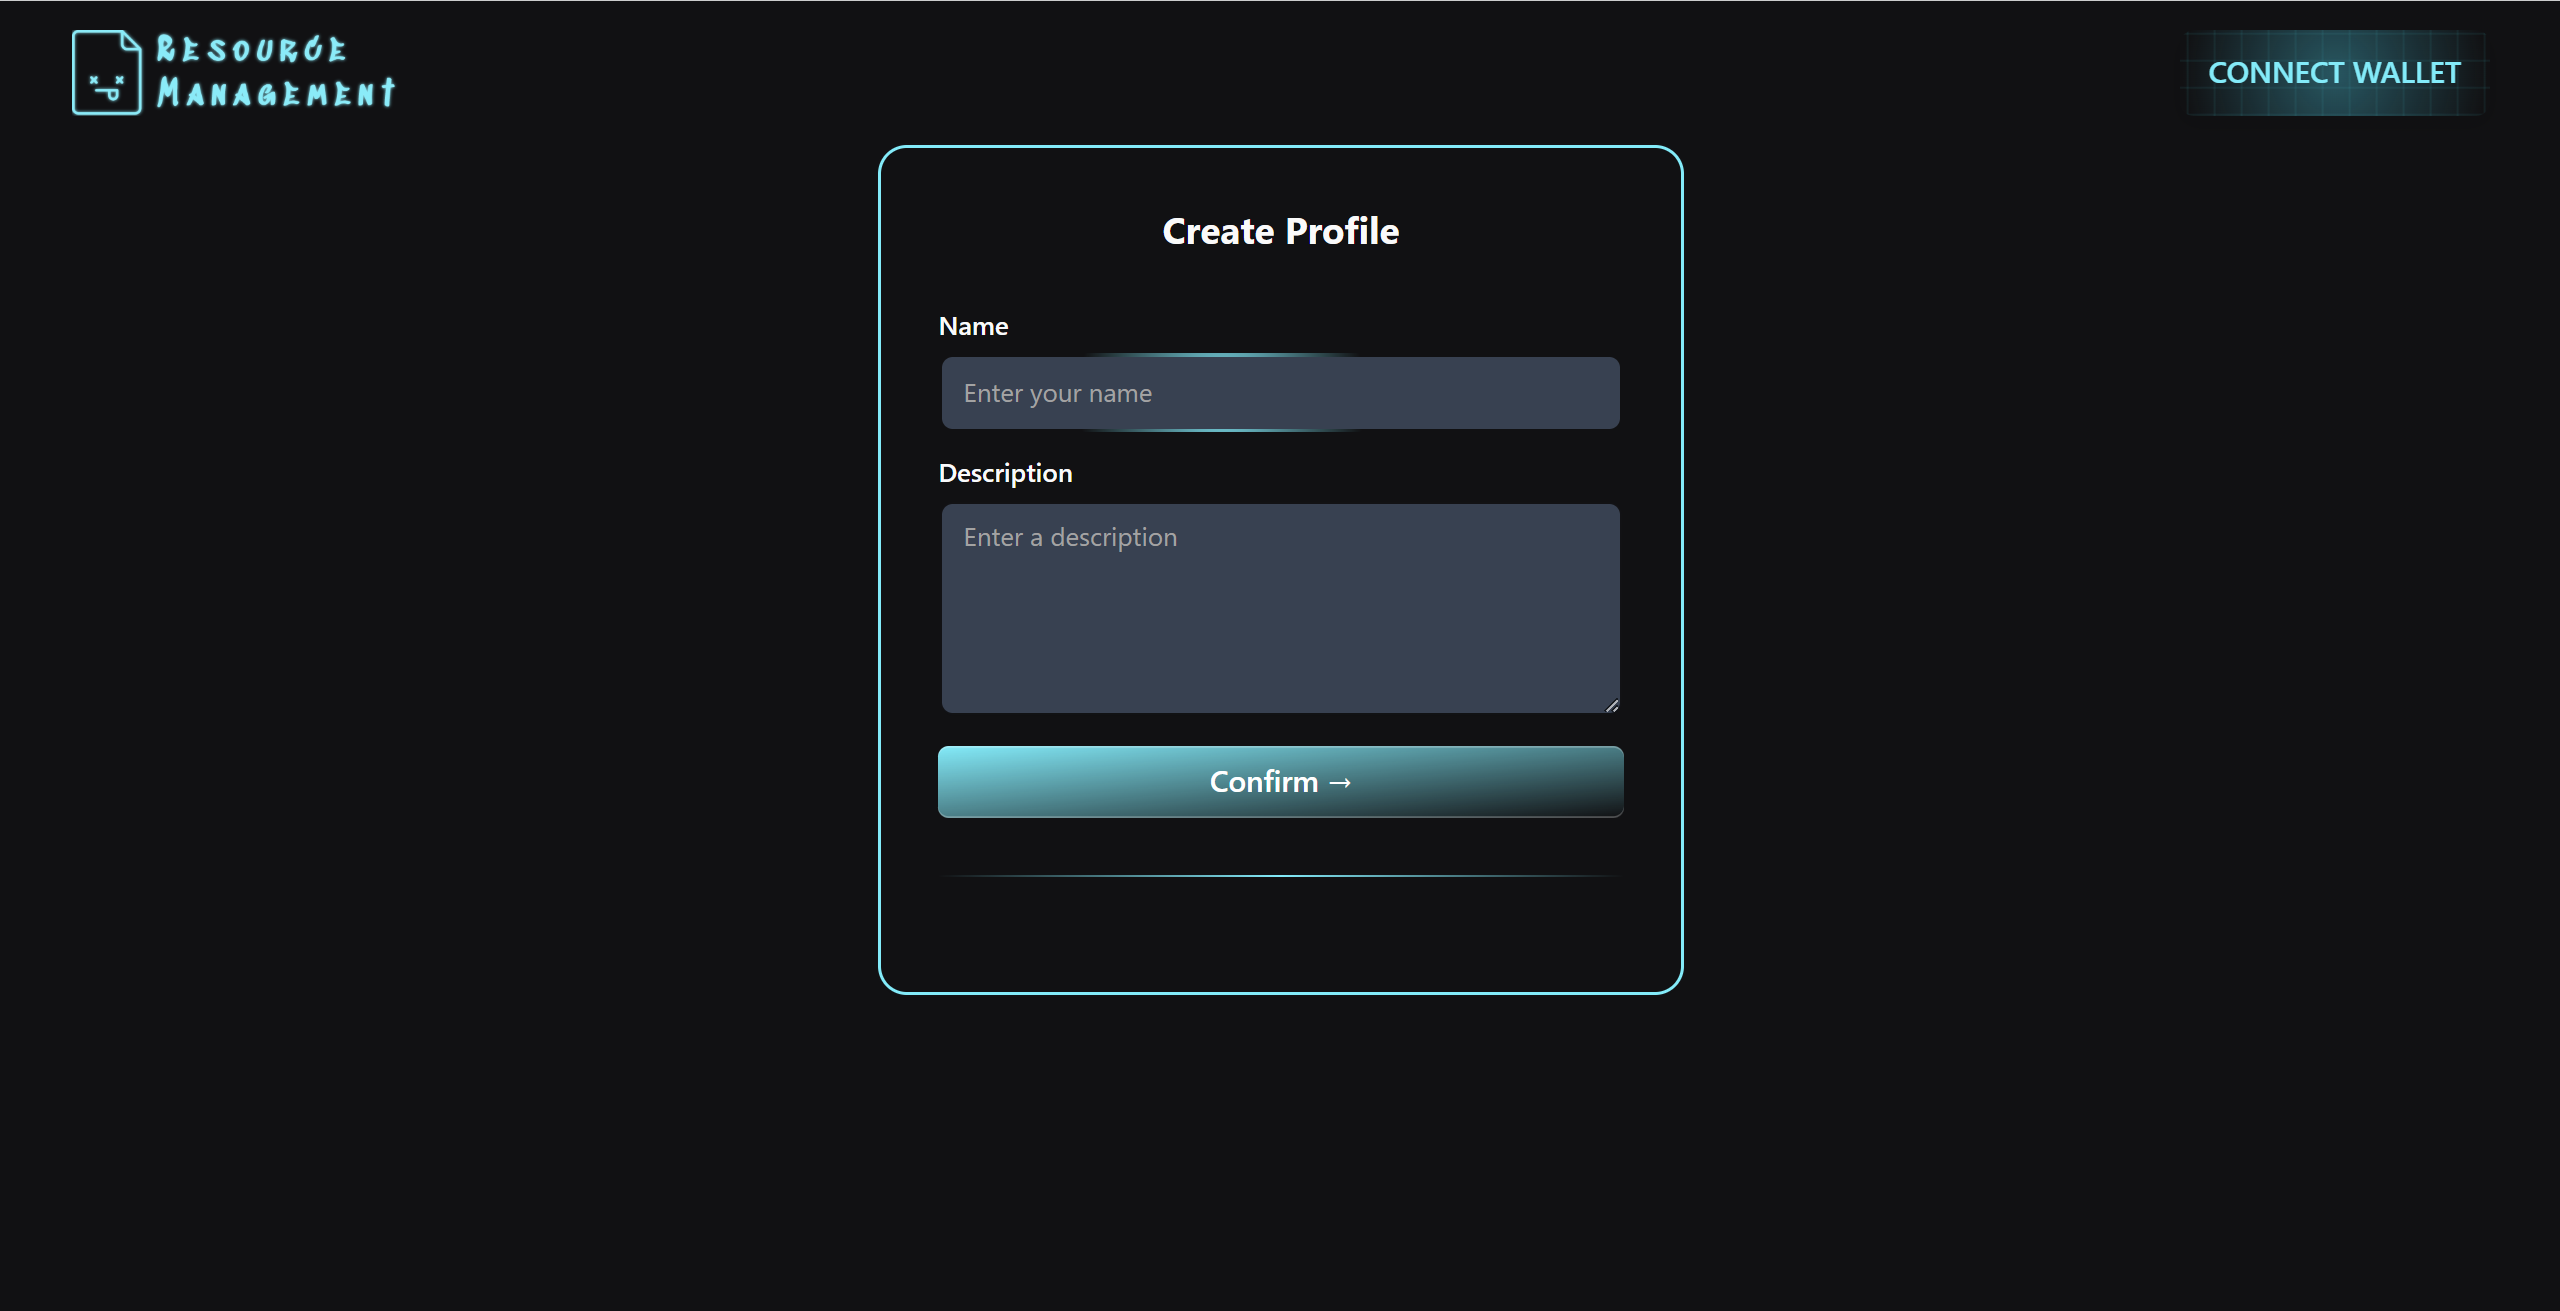 Resource
Management
CONNECT WALLET
Create Profile
Name
Enter your name
Description
Enter a description
Confirm →